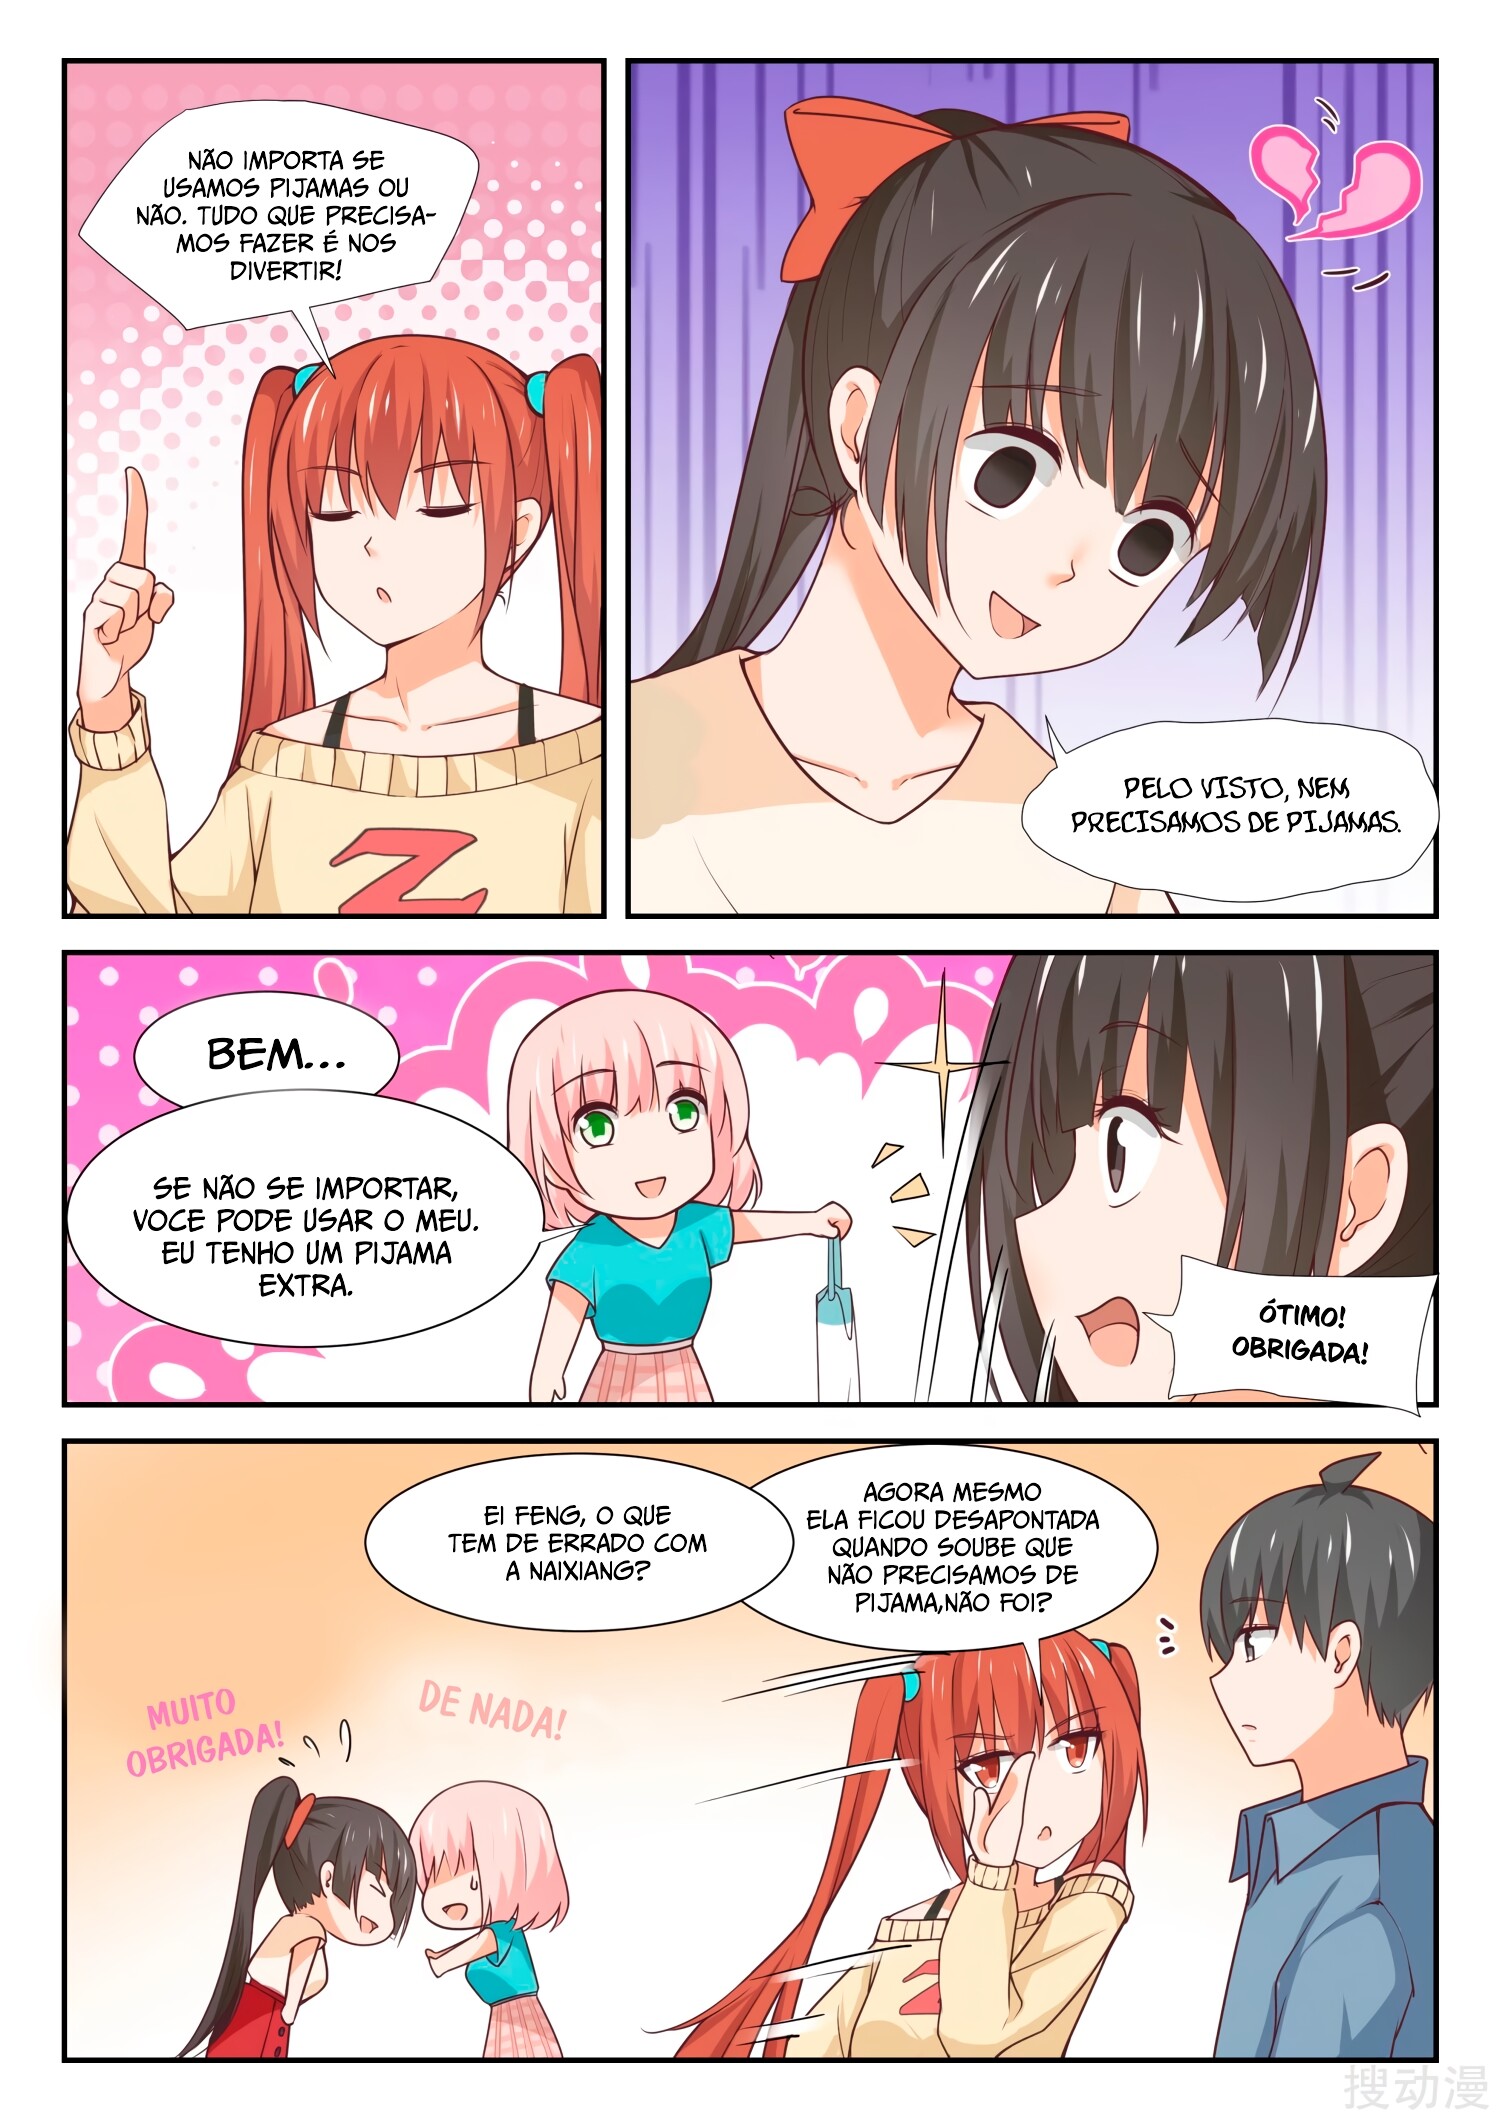 NÃO IMPORTA SE
USAMOS PIJAMAS OU
NÃO. TUDO QUE PRECISA-
MOS FAZER É NOS
DIVERTIR!
PELO VISTO, NEM
PRECISAMOS DE PIJAMAS.
Z
BEM...
SE NÃO SE IMPORTAR,
VOCE PODE USAR O MEU.
EU TENHO UM PIJAMA
EXTRA.
ÓTIMO!
OBRIGADA!
EI FENG, O QUE
TEM DE ERRADO COM
A NAIXIANG?
AGORA MESMO
ELA FICOU DESAPONTADA
QUANDO SOUBE QUE
NÃO PRECISAMOS DE
PIJAMA,NÃO FOI?
MUITO
OBRIGADA!
DE NADA!
Z
搜动漫